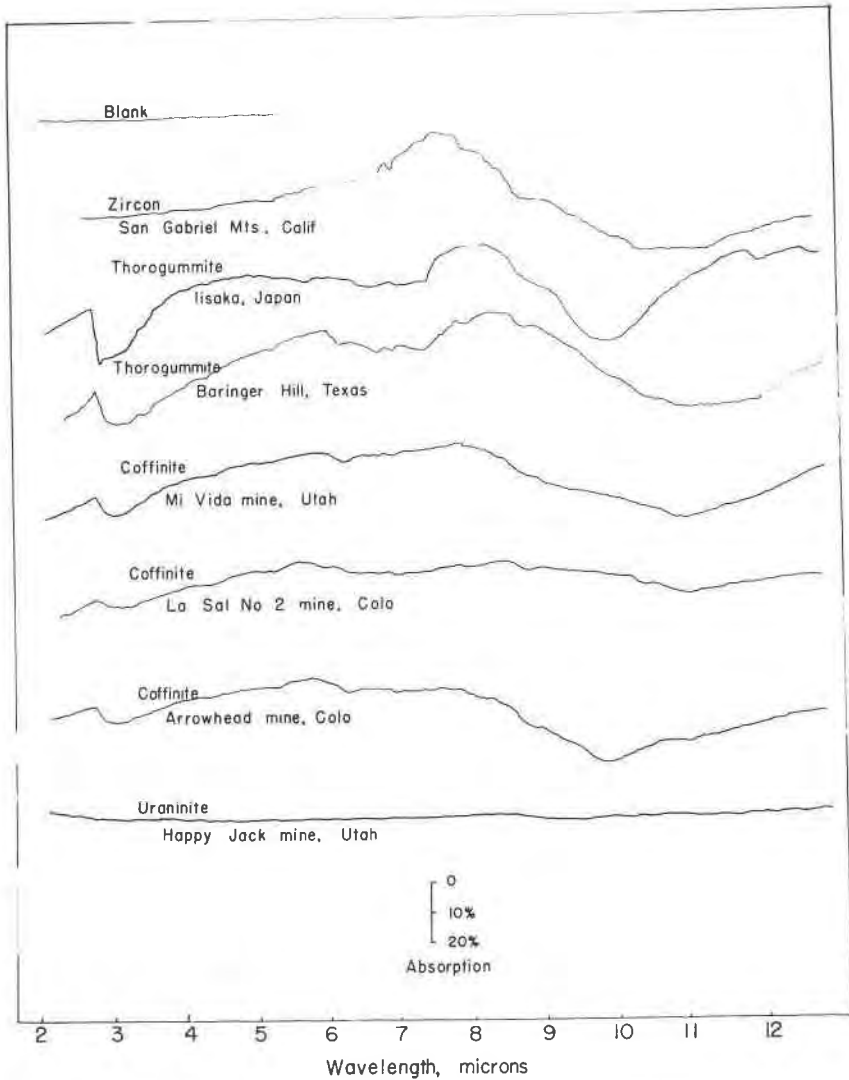 Blank
Zircon
San Gabriel Mts., Calif
Thorogummite
Iisaka, Japan
Thorogummite
Baringer Hill, Texas
Coffinite
Mi Vida mine, Utah
Coffinite
La Sal No 2 mine, Colo
Coffinite
Arrowhead mine, Colo
Uraninite
Happy Jack mine, Utah
0
10%
20%
Absorption
2 3 4 5 6 7 8 9 10 11 12
Wavelength, microns